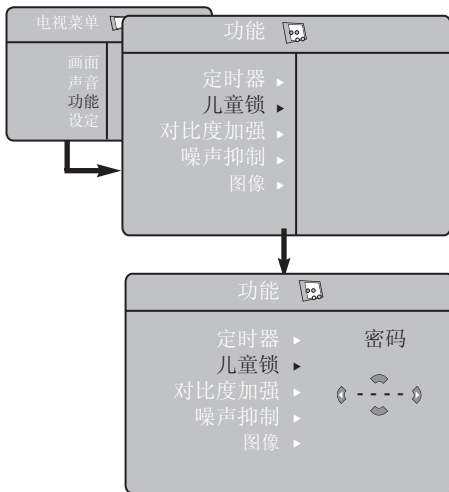 电视菜单
画面
声音
功能
设定
功能
定时器
儿童锁
对比度加强
噪声抑制
图像
功能
定时器
儿童锁
对比度加强
噪声抑制
图像
密码
- - - -